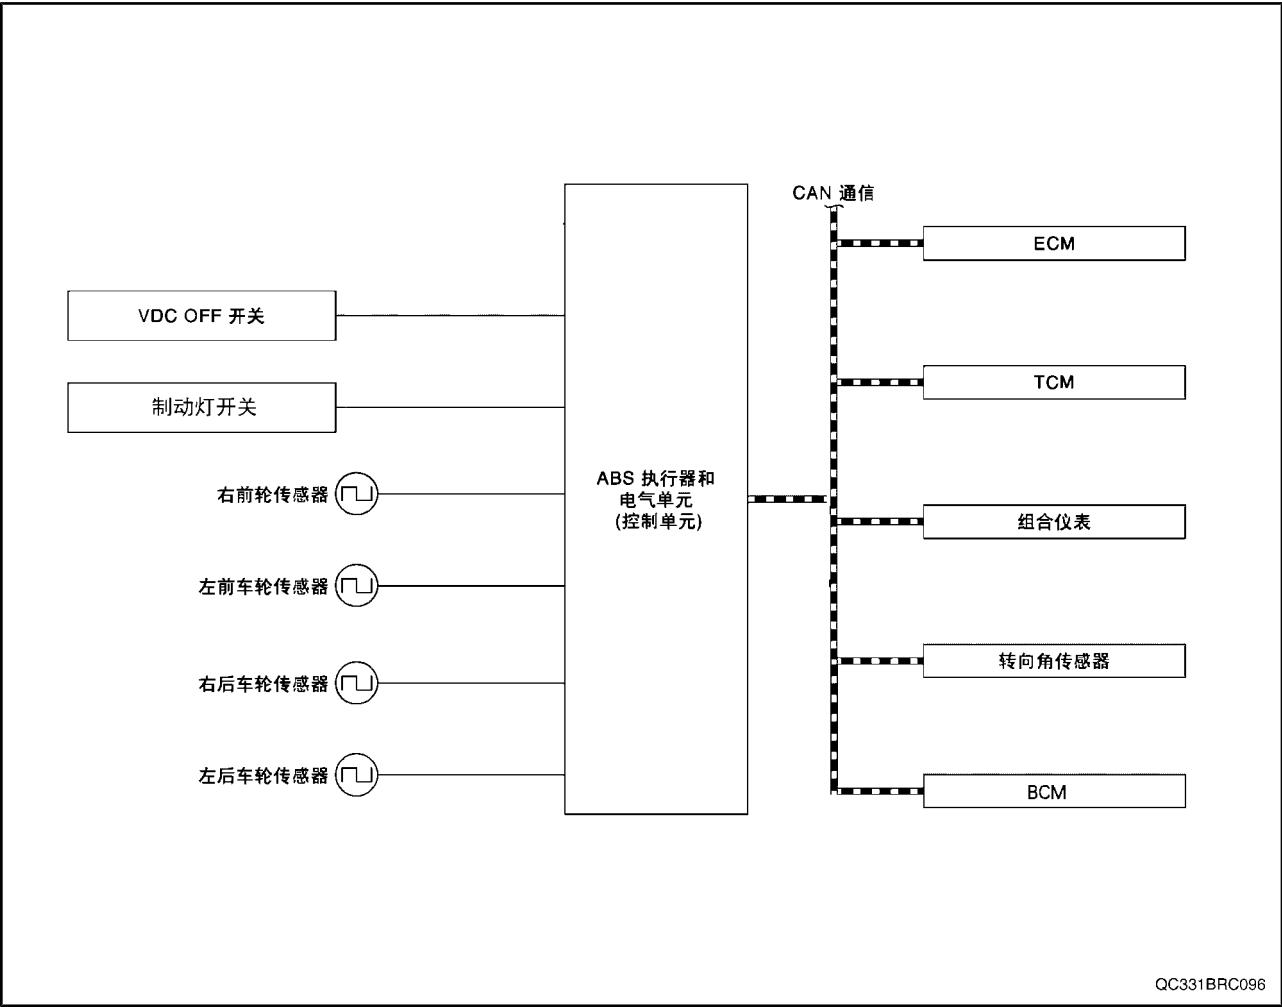 CAN 通信
ECM
VDC OFF 开关
TCM
制动灯开关
ABS 执行器和
电气单元
(控制单元)
右前轮传感器
组合仪表
左前车轮传感器
转向角传感器
右后车轮传感器
左后车轮传感器
BCM
QC331BRC096